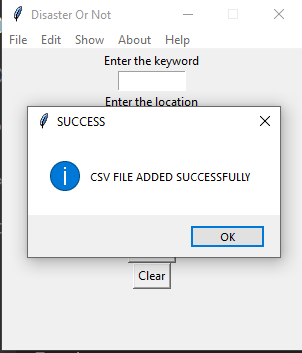 Disaster Or Not
File Edit Show About Help
Enter the keyword
Enter the location
SUCCESS
CSV FILE ADDED SUCCESSFULLY
OK
Clear